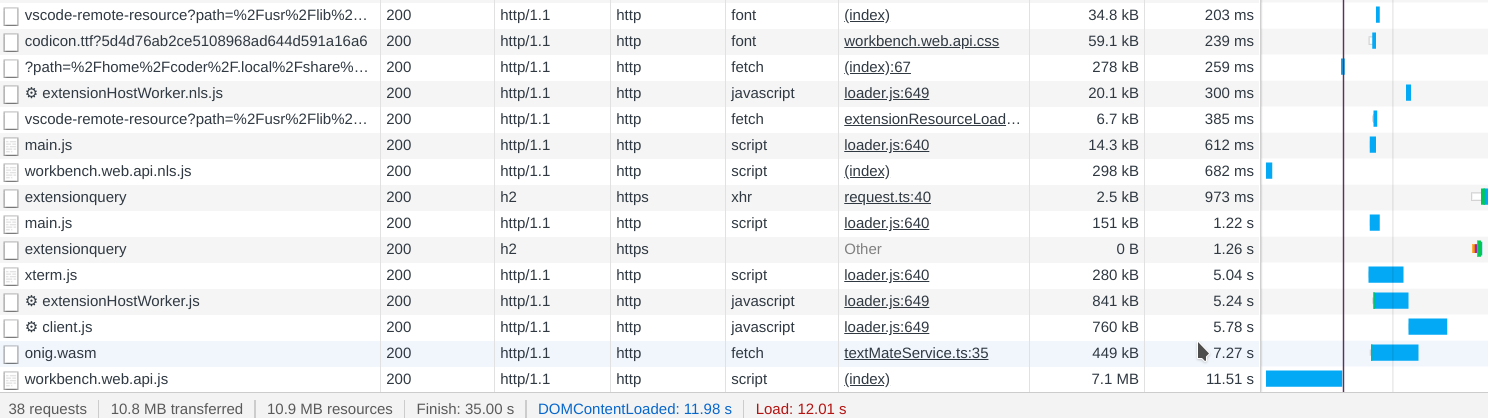 vscode-remote-resource?path=%2Fusr%2Flib%2... 200 http/1.1 http font (index) 34.8 kB 203 ms
codicon.ttf?5d4d76ab2ce5108968ad644d591a16a6 200 http/1.1 http font workbench.web.api.css 59.1 kB 239 ms
?path=%2Fhome%2Fcoder%2F.local%2Fshare%... 200 http/1.1 http fetch (index):67 278 kB 259 ms
⚙ extensionHostWorker.nls.js 200 http/1.1 http javascript loader.js:649 20.1 kB 300 ms
vscode-remote-resource?path=%2Fusr%2Flib%2... 200 http/1.1 http fetch extensionResourceLoad... 6.7 kB 385 ms
main.js 200 http/1.1 http script loader.js:640 14.3 kB 612 ms
workbench.web.api.nls.js 200 http/1.1 http script (index) 298 kB 682 ms
extensionquery 200 h2 https xhr request.ts:40 2.5 kB 973 ms
main.js 200 http/1.1 http script loader.js:640 151 kB 1.22 s
extensionquery 200 h2 https Other 0 B 1.26 s
xterm.js 200 http/1.1 http script loader.js:640 280 kB 5.04 s
⚙ extensionHostWorker.js 200 http/1.1 http javascript loader.js:649 841 kB 5.24 s
⚙ client.js 200 http/1.1 http javascript loader.js:649 760 kB 5.78 s
onig.wasm 200 http/1.1 http fetch textMateService.ts:35 449 kB 7.27 s
workbench.web.api.js 200 http/1.1 http script (index) 7.1 MB 11.51 s
38 requests 10.8 MB transferred 10.9 MB resources Finish: 35.00 s DOMContentLoaded: 11.98 s Load: 12.01 s